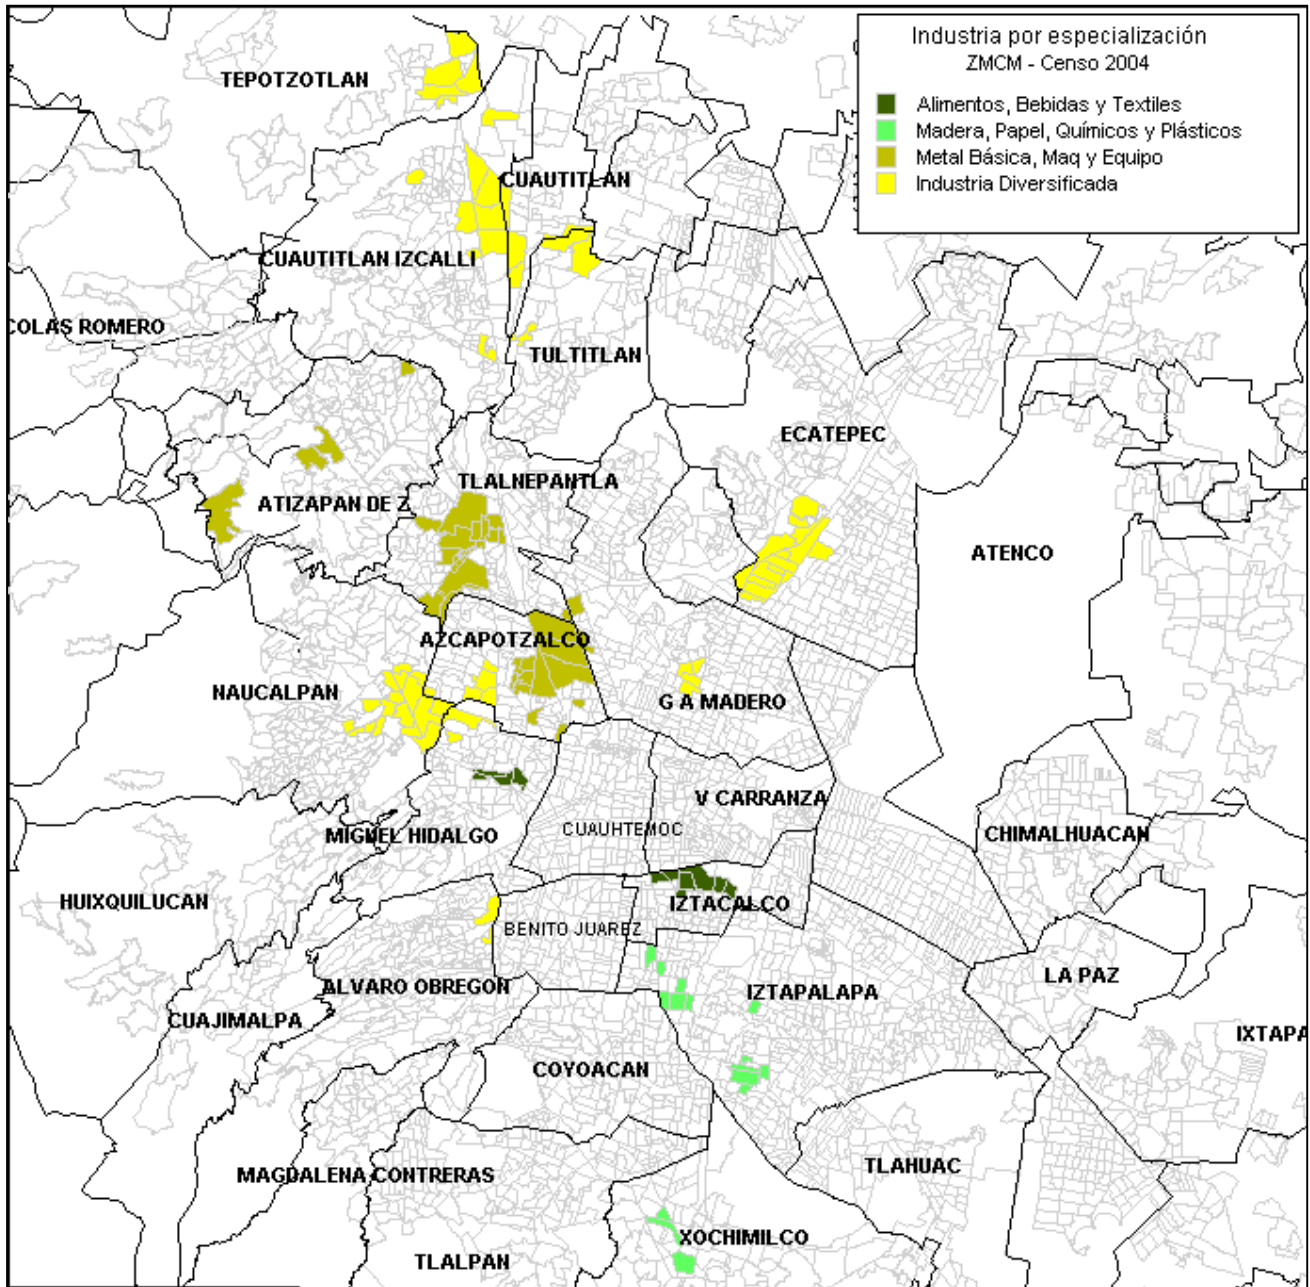 Industria por especialización
ZMCM - Censo 2004
Alimentos, Bebidas y Textiles
Madera, Papel, Químicos y Plásticos
Metal Básica, Maq y Equipo
Industria Diversificada
TEPOTZOTLAN
CUAUTITLAN
CUAUTITLAN IZCALLI
COLAS ROMERO
TULTITLAN
ECATEPEC
TLALNEPANTLA
ATIZAPAN DE Z
ATENCO
AZCAPOTZALCO
NAUCALPAN
G A MADERO
V CARRANZA
CUAUHTEMOC
MIGUEL HIDALGO
CHIMALHUACAN
HUIXQUILUCAN
IZTACALCO
BENITO JUAREZ
LA PAZ
ALVARO OBREGON
IZTAPALAPA
CUAJIMALPA
IXTAPA
COYOACAN
TLAHUAC
MAGDALENA CONTRERAS
XOCHIMILCO
TLALPAN